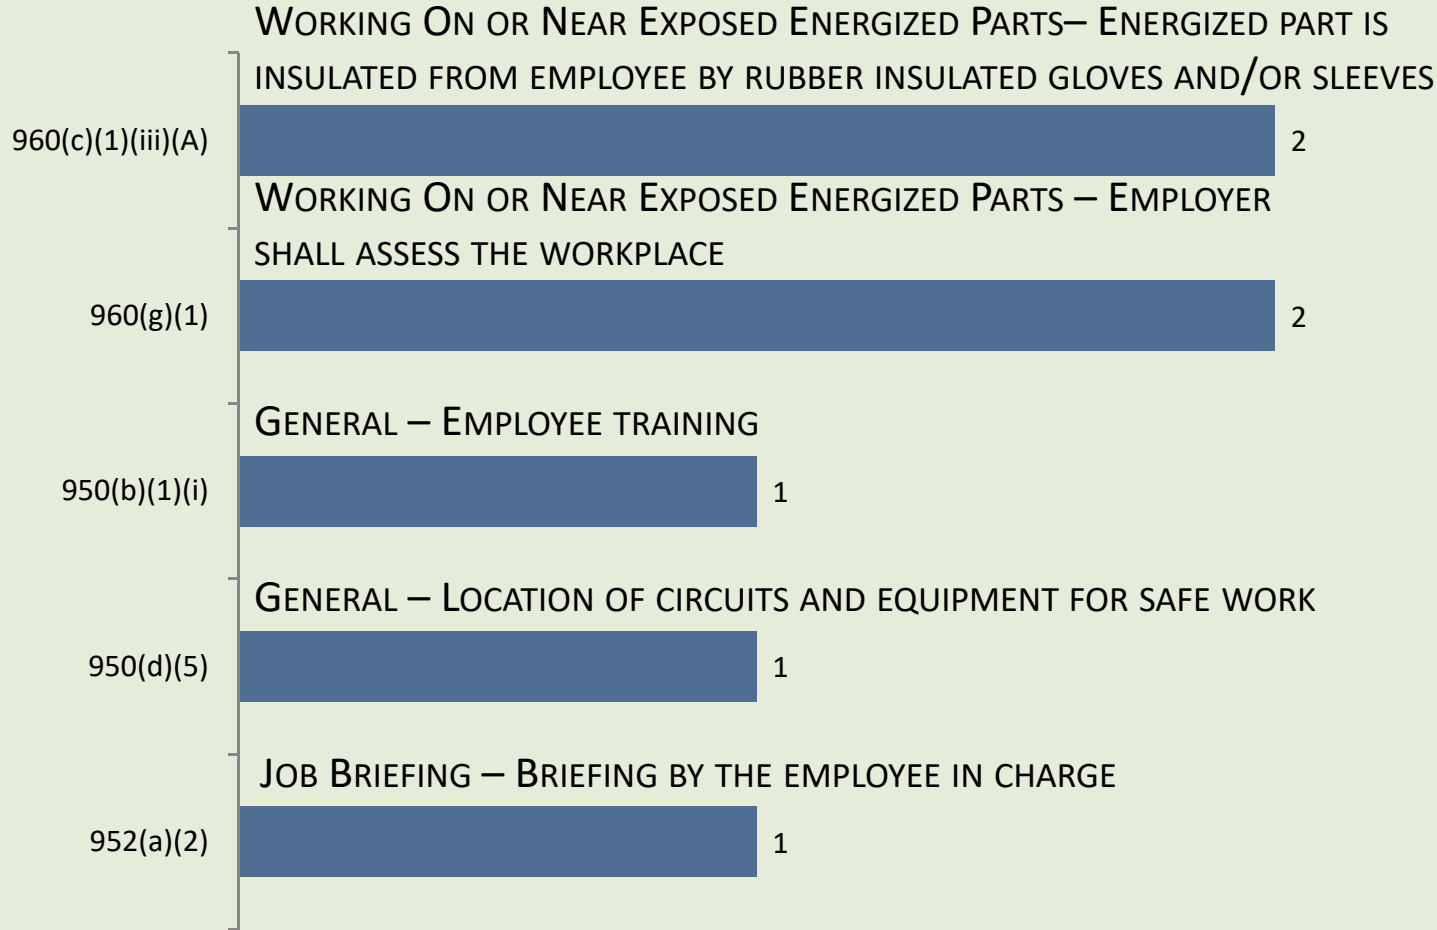 Working On or Near Exposed Energized Parts– Energized part is
insulated from employee by rubber insulated gloves and/or sleeves
960(c)(1)(iii)(A)
2
Working On or Near Exposed Energized Parts – Employer
shall assess the workplace
960(g)(1)
2
General – Employee training
950(b)(1)(i)
1
General – Location of circuits and equipment for safe work
950(d)(5)
1
Job Briefing – Briefing by the employee in charge
952(a)(2)
1